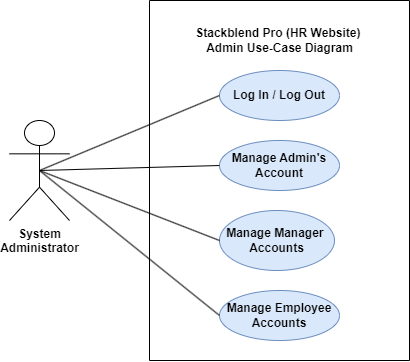 Stackblend Pro (HR Website)
Admin Use-Case Diagram
Log In / Log Out
Manage Admin's
Account
System
Administrator
Manage Manager
Accounts
Manage Employee
Accounts